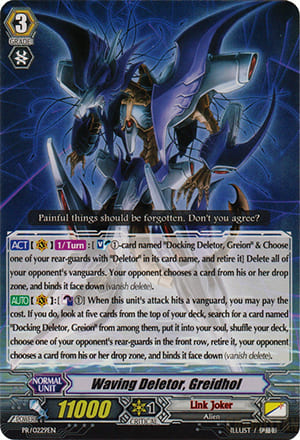 3
GRADE
Painful things should be forgotten. Don't you agree?
ACT 1/Turn : [ 1 -card named "Docking Deletor, Greion" & Choose
one of your rear-guards with "Deletor" in its card name, and retire it] Delete all of
your opponent's vanguards. Your opponent chooses a card from his or her drop
zone, and binds it face down (vanish delete).
AUTO : [ 1 ] When this unit's attack hits a vanguard, you may pay the
cost. If you do, look at five cards from the top of your deck, search for a card named
"Docking Deletor, Greion" from among them, put it into your soul, shuffle your deck,
choose one of your opponent's rear-guards in the front row, retire it, your opponent
chooses a card from his or her drop zone, and binds it face down (vanish delete).
NORMAL
UNIT
Waving Deletor, Greidhol
POWER 11000 1 CRITICAL
Link Joker
Alien
PR/0229EN
ILLUST / 伊藤彰